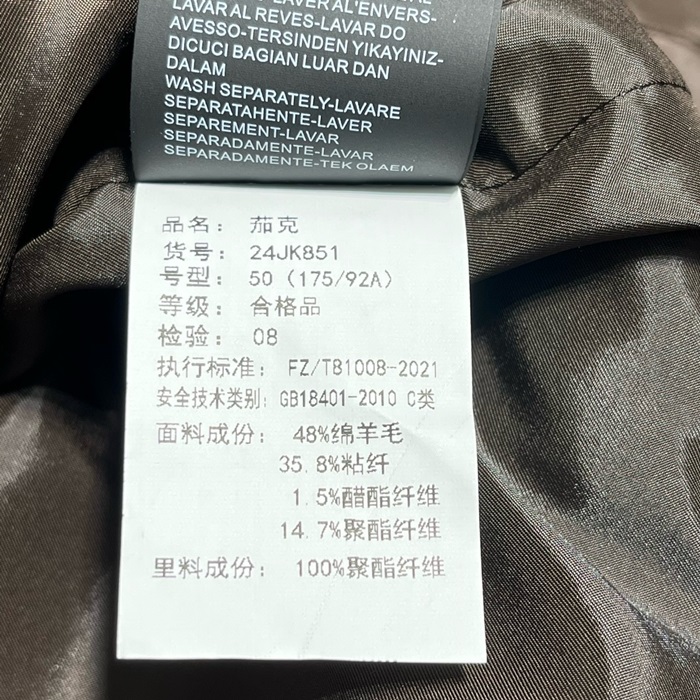 LAVER AL'ENVERS-
LAVAR AL REVES-LAVAR DO
AVESSO-TERSINDEN YIKAYINIZ-
DICUCI BAGIAN LUAR DAN
DALAM
WASH SEPARATELY-LAVARE
SEPARATAHENTE-LAVER
SEPAREMENT-LAVAR
SEPARADAMENTE-LAVAR
SEPARADAMENTE-TEK OLAEM
品名： 茄克
货号： 24JK851
号型： 50（175/92A）
等级： 合格品
检验： 08
执行标准： FZ/T81008-2021
安全技术类别：GB18401-2010 C类
面料成份： 48%绵羊毛
35.8%粘纤
1.5%醋酯纤维
14.7%聚酯纤维
里料成份： 100%聚酯纤维